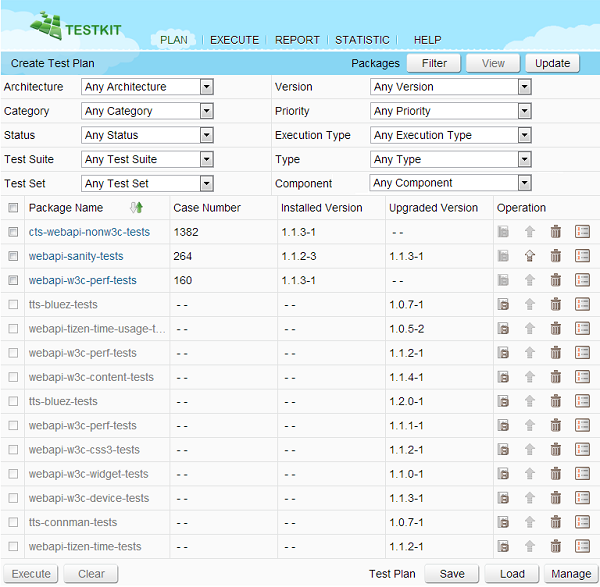 TESTKIT
PLAN EXECUTE REPORT STATISTIC HELP
Create Test Plan Packages Filter View Update
Architecture Any Architecture Version Any Version
Category Any Category Priority Any Priority
Status Any Status Execution Type Any Execution Type
Test Suite Any Test Suite Type Any Type
Test Set Any Test Set Component Any Component
Package Name Case Number Installed Version Upgraded Version Operation
cts-webapi-nonw3c-tests 1382 1.1.3-1 - -
webapi-sanity-tests 264 1.1.2-3 1.1.3-1
webapi-w3c-perf-tests 160 1.1.3-1 - -
tts-bluez-tests - - - - 1.0.7-1
webapi-tizen-time-usage-t... - - - - 1.0.5-2
webapi-w3c-perf-tests - - - - 1.1.2-1
webapi-w3c-content-tests - - - - 1.1.4-1
tts-bluez-tests - - - - 1.2.0-1
webapi-w3c-perf-tests - - - - 1.1.1-1
webapi-w3c-css3-tests - - - - 1.1.2-1
webapi-w3c-widget-tests - - - - 1.1.0-1
webapi-w3c-device-tests - - - - 1.1.3-1
tts-connman-tests - - - - 1.0.7-1
webapi-tizen-time-tests - - - - 1.1.2-1
Execute Clear Test Plan Save Load Manage